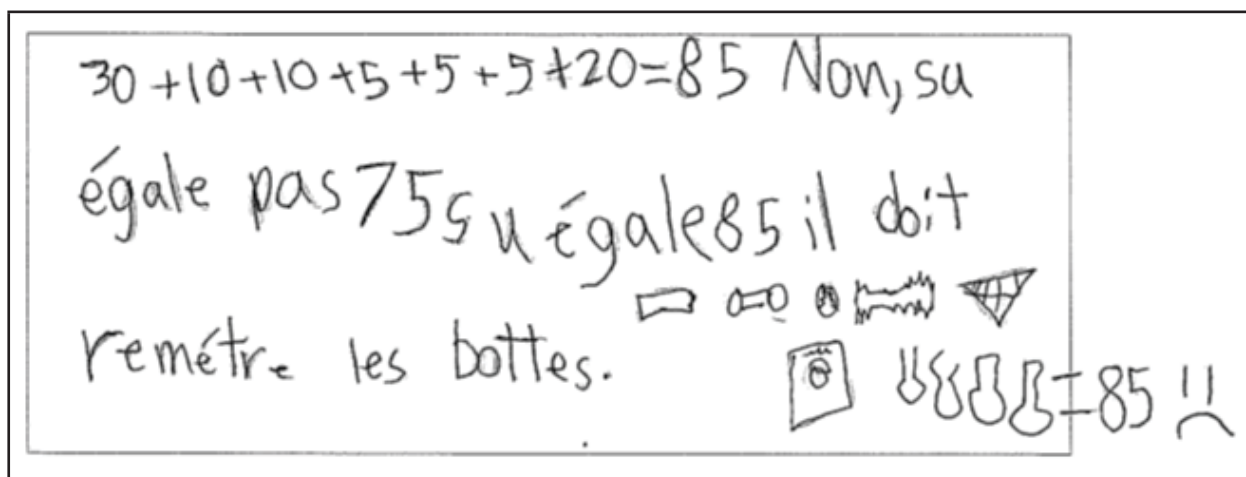 30+10+10+5+5+5+20=85 Non, sa
égale pas 75 sa égale 85 il doit
remétre les bottes.
=85